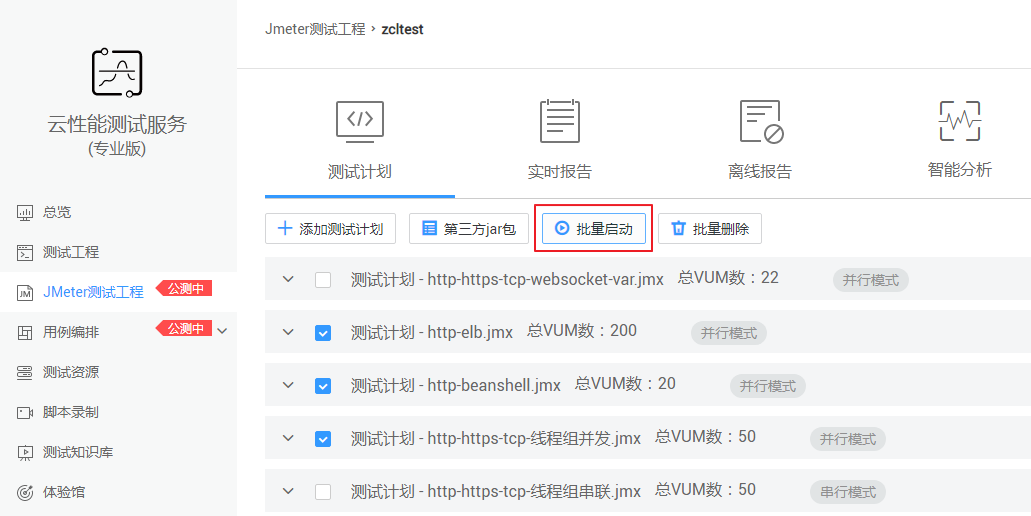 Jmeter测试工程 › zcltest
云性能测试服务
(专业版)
测试计划
实时报告
离线报告
智能分析
总览
测试工程
JMeter测试工程 公测中
用例编排 公测中
测试资源
脚本录制
测试知识库
体验馆
添加测试计划 第三方jar包 批量启动 批量删除
测试计划 - http-https-tcp-websocket-var.jmx 总VUM数：22 并行模式
测试计划 - http-elb.jmx 总VUM数：200 并行模式
测试计划 - http-beanshell.jmx 总VUM数：20 并行模式
测试计划 - http-https-tcp-线程组并发.jmx 总VUM数：50 并行模式
测试计划 - http-https-tcp-线程组串联.jmx 总VUM数：50 串行模式